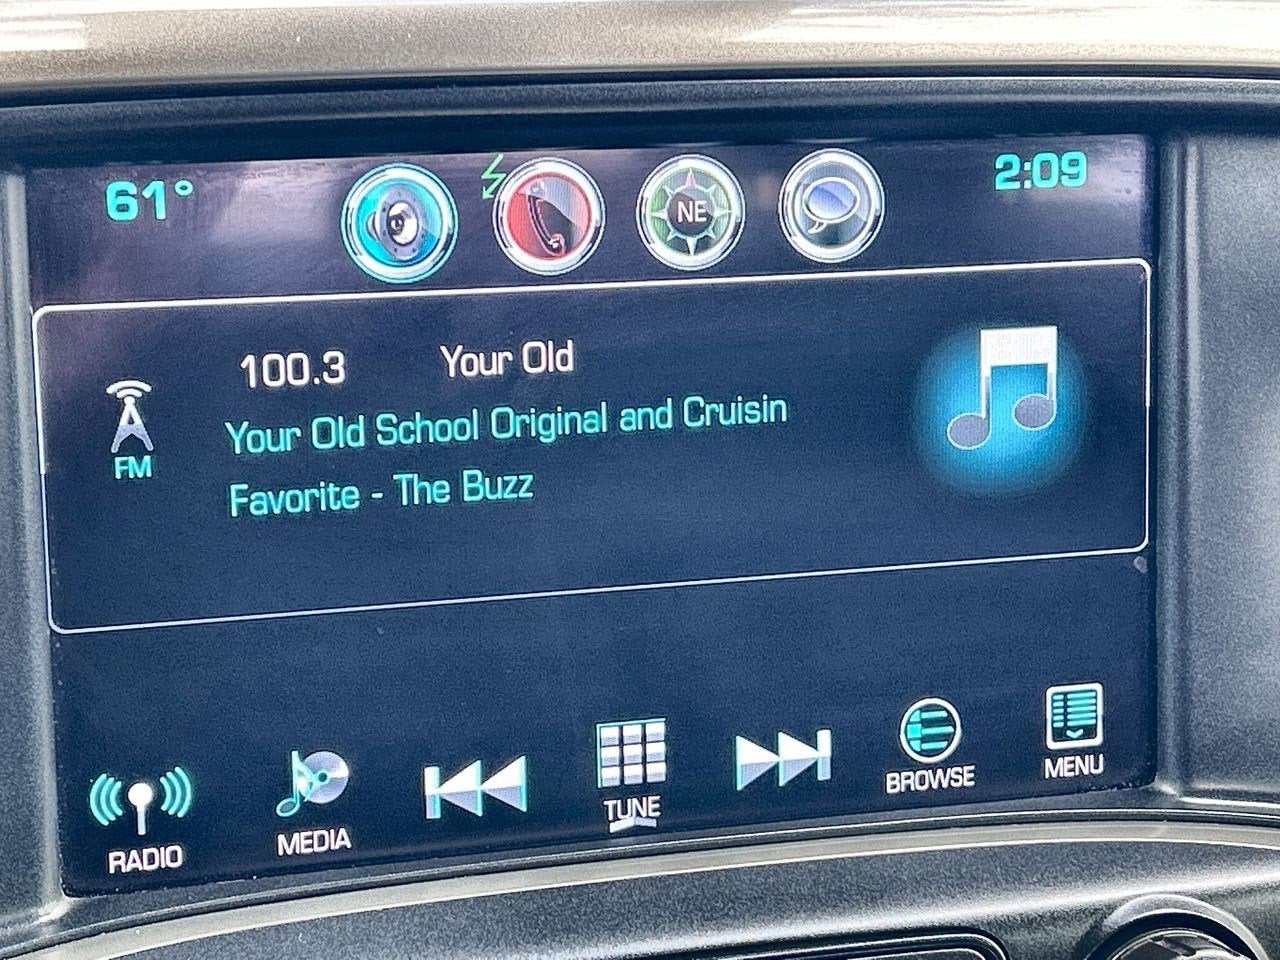 61°
NE
2:09
100.3 Your Old
Your Old School Original and Cruisin
FM
Favorite - The Buzz
RADIO
MEDIA
TUNE
BROWSE
MENU